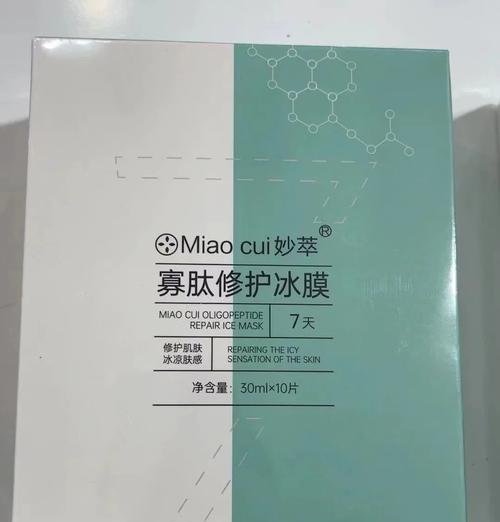 Miao cui 妙萃®
寡肽修护冰膜
MIAO CUI OLIGOPEPTIDE
REPAIR ICE MASK
7天
修护肌肤
冰凉肤感
REPAIRING THE ICY
SENSATION OF THE SKIN
净含量：30ml×10片